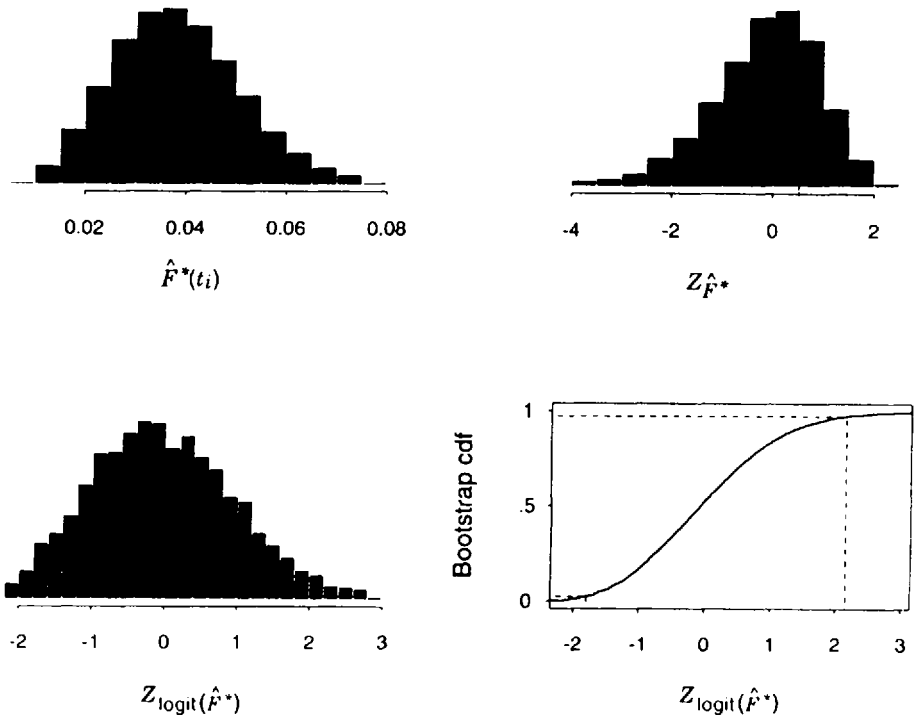 0.02 0.04 0.06 0.08
F̂*(tᵢ)
-4 -2 0 2
Z_F̂*
-2 -1 0 1 2 3
Z_logit(F̂*)
Bootstrap cdf
1
.5
0
-2 -1 0 1 2 3
Z_logit(F̂*)